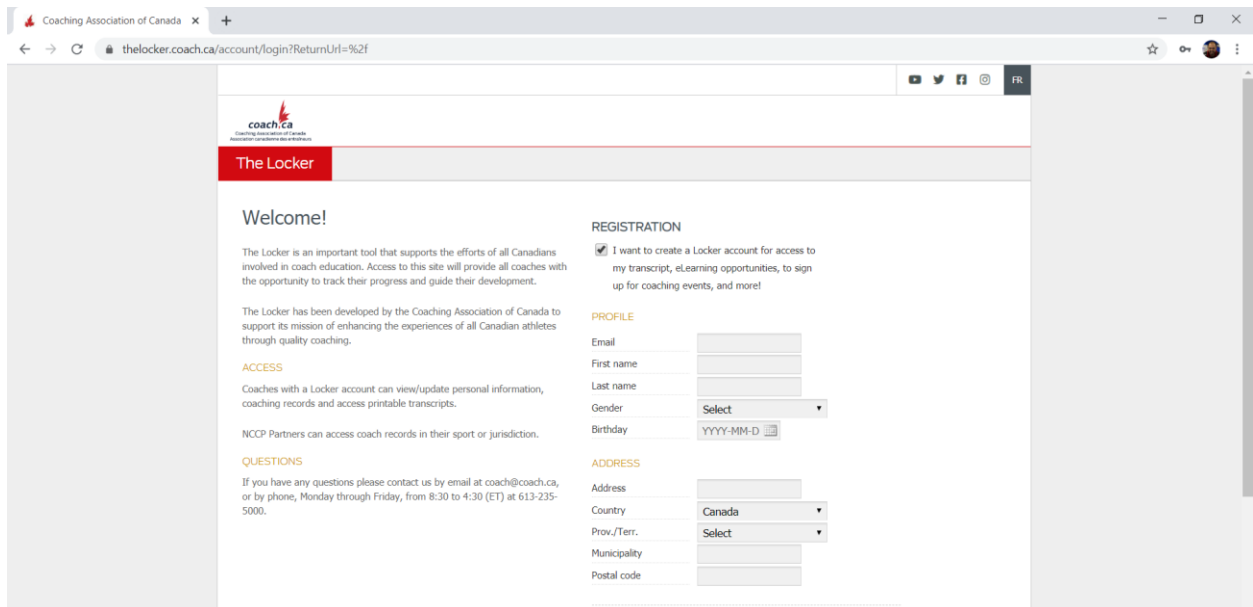 Coaching Association of Canada
thelocker.coach.ca/account/login?ReturnUrl=%2f
FR
coach.ca
Coaching Association of Canada
Association canadienne des entraîneurs
The Locker
Welcome!
The Locker is an important tool that supports the efforts of all Canadians
involved in coach education. Access to this site will provide all coaches with
the opportunity to track their progress and guide their development.
The Locker has been developed by the Coaching Association of Canada to
support its mission of enhancing the experiences of all Canadian athletes
through quality coaching.
ACCESS
Coaches with a Locker account can view/update personal information,
coaching records and access printable transcripts.
NCCP Partners can access coach records in their sport or jurisdiction.
QUESTIONS
If you have any questions please contact us by email at coach@coach.ca,
or by phone, Monday through Friday, from 8:30 to 4:30 (ET) at 613-235-
5000.
REGISTRATION
I want to create a Locker account for access to
my transcript, eLearning opportunities, to sign
up for coaching events, and more!
PROFILE
Email
First name
Last name
Gender Select
Birthday YYYY-MM-D
ADDRESS
Address
Country Canada
Prov./Terr. Select
Municipality
Postal code